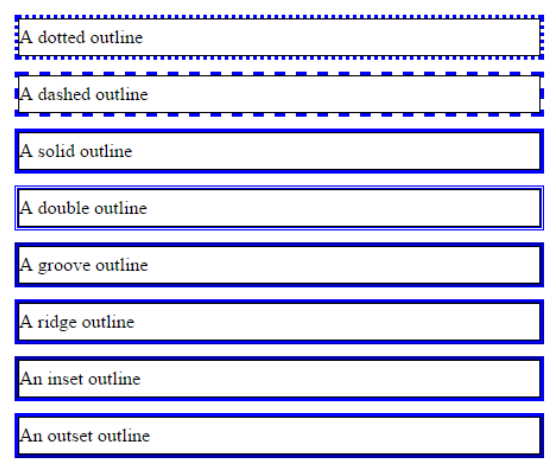 A dotted outline
A dashed outline
A solid outline
A double outline
A groove outline
A ridge outline
An inset outline
An outset outline